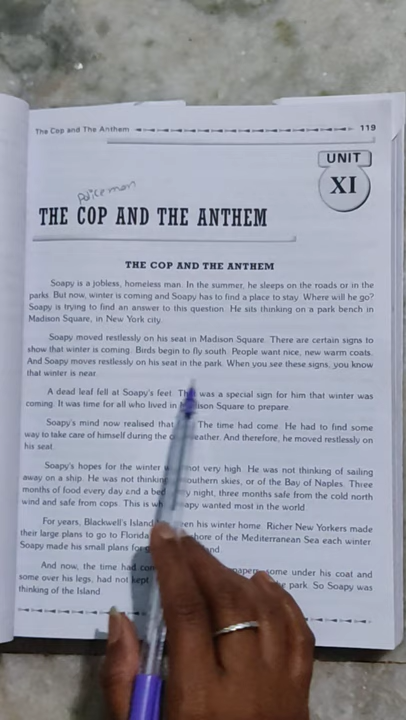 The Cop and The Anthem 119
UNIT
XI
policeman
THE COP AND THE ANTHEM
THE COP AND THE ANTHEM
Soapy is a jobless, homeless man. In the summer, he sleeps on the roads or in the
parks. But now, winter is coming and Soapy has to find a place to stay. Where will he go?
Soapy is trying to find an answer to this question. He sits thinking on a park bench in
Madison Square, in New York city.
Soapy moved restlessly on his seat in Madison Square. There are certain signs to
show that winter is coming. Birds begin to fly south. People want nice, new warm coats.
And Soapy moves restlessly on his seat in the park. When you see these signs, you know
that winter is near.
A dead leaf fell at Soapy's feet. was a special sign for him that winter was
coming. It was time for all who lived in Square to prepare.
Soapy's mind now realised that The time had come. He had to find some
way to take care of himself during the And therefore, he moved restlessly on
his seat.
Soapy's hopes for the winter not very high. He was not thinking of sailing
away on a ship. He was not thinking southern skies, or of the Bay of Naples. Three
months of food every day and a bed night, three months safe from the cold north
wind and safe from cops. This is wanted most in the world.
For years, Blackwell's Island his winter home. Richer New Yorkers made
their large plans to go to Florida shore of the Mediterranean Sea each winter.
Soapy made his small plans for
And now, the time had some under his coat and
some over his legs, had not kept park. So Soapy was
thinking of the Island.